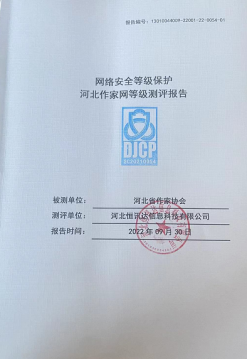 报告编号：13010044009-22001-22-0054-01
网络安全等级保护
河北作家网等级测评报告
DJCP
被测单位：河北省作家协会
测评单位：河北恒讯达信息科技有限公司
报告时间：2022年09月30日